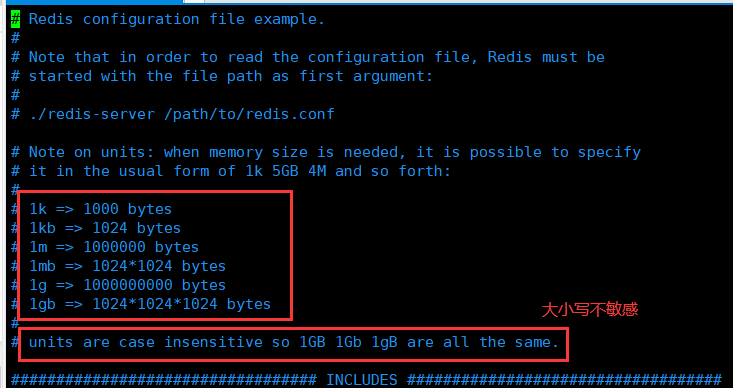 # Redis configuration file example.
#
# Note that in order to read the configuration file, Redis must be
# started with the file path as first argument:
#
# ./redis-server /path/to/redis.conf
# Note on units: when memory size is needed, it is possible to specify
# it in the usual form of 1k 5GB 4M and so forth:
#
# 1k => 1000 bytes
# 1kb => 1024 bytes
# 1m => 1000000 bytes
# 1mb => 1024*1024 bytes
# 1g => 1000000000 bytes
# 1gb => 1024*1024*1024 bytes
大小写不敏感
#
# units are case insensitive so 1GB 1Gb 1gB are all the same.
################################## INCLUDES ###################################